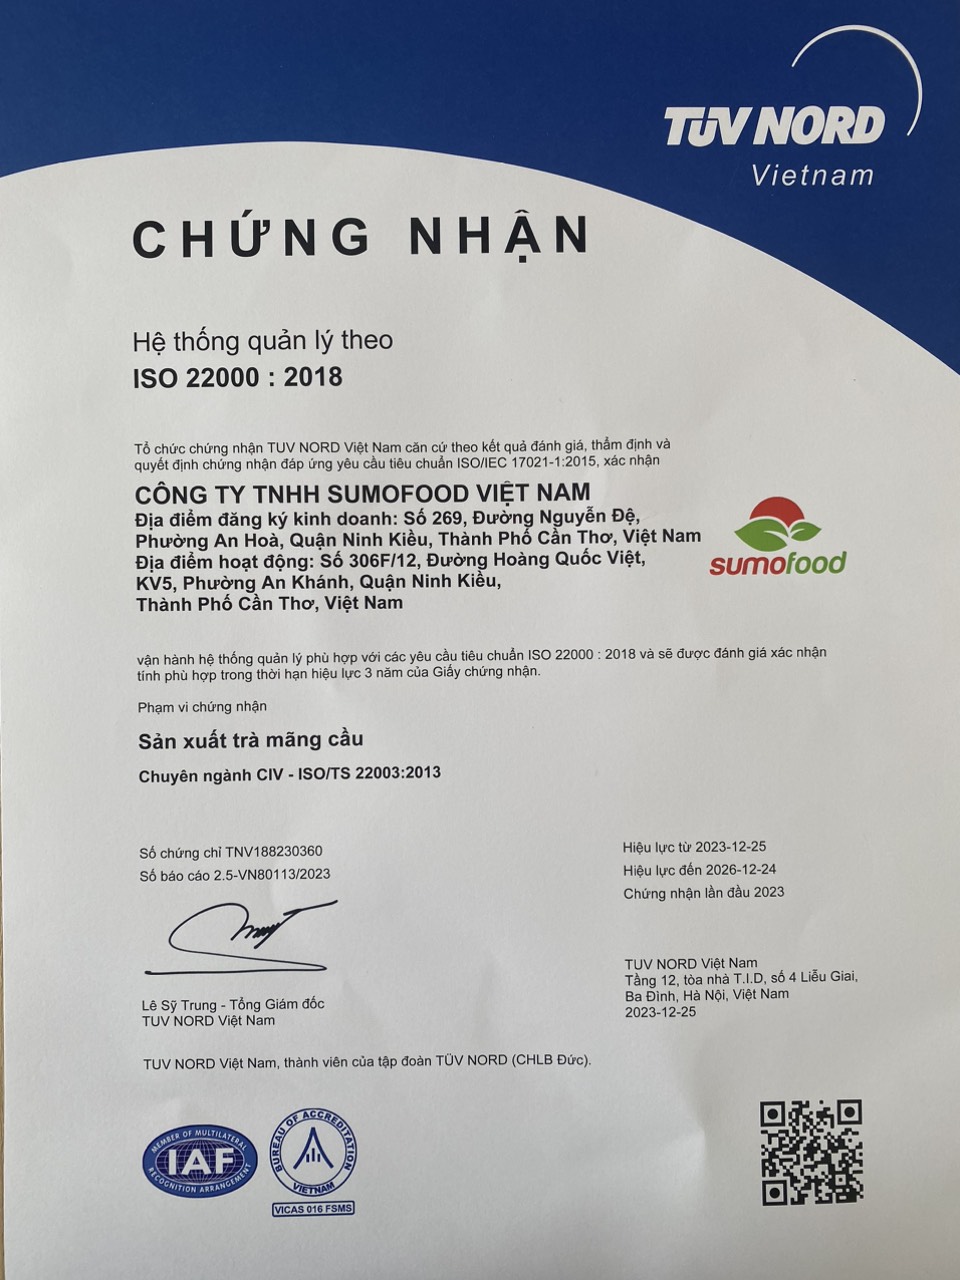 TÜV NORD
Vietnam
CHỨNG NHẬN
Hệ thống quản lý theo
ISO 22000 : 2018
Tổ chức chứng nhận TUV NORD Việt Nam căn cứ theo kết quả đánh giá, thẩm định và
quyết định chứng nhận đáp ứng yêu cầu tiêu chuẩn ISO/IEC 17021-1:2015, xác nhận
CÔNG TY TNHH SUMOFOOD VIỆT NAM
Địa điểm đăng ký kinh doanh: Số 269, Đường Nguyễn Đệ,
Phường An Hoà, Quận Ninh Kiều, Thành Phố Cần Thơ, Việt Nam
Địa điểm hoạt động: Số 306F/12, Đường Hoàng Quốc Việt,
KV5, Phường An Khánh, Quận Ninh Kiều,
Thành Phố Cần Thơ, Việt Nam
sumofood
vận hành hệ thống quản lý phù hợp với các yêu cầu tiêu chuẩn ISO 22000 : 2018 và sẽ được đánh giá xác nhận
tính phù hợp trong thời hạn hiệu lực 3 năm của Giấy chứng nhận.
Phạm vi chứng nhận
Sản xuất trà mãng cầu
Chuyên ngành CIV - ISO/TS 22003:2013
Số chứng chỉ TNV188230360
Số báo cáo 2.5-VN80113/2023
Hiệu lực từ 2023-12-25
Hiệu lực đến 2026-12-24
Chứng nhận lần đầu 2023
Lê Sỹ Trung - Tổng Giám đốc
TUV NORD Việt Nam
TUV NORD Việt Nam
Tầng 12, tòa nhà T.I.D, số 4 Liễu Giai,
Ba Đình, Hà Nội, Việt Nam
2023-12-25
TUV NORD Việt Nam, thành viên của tập đoàn TÜV NORD (CHLB Đức).
MEMBER OF MULTILATERAL
IAF
RECOGNITION ARRANGEMENT
BUREAU OF ACCREDITATION
VIETNAM
VICAS 016 FSMS